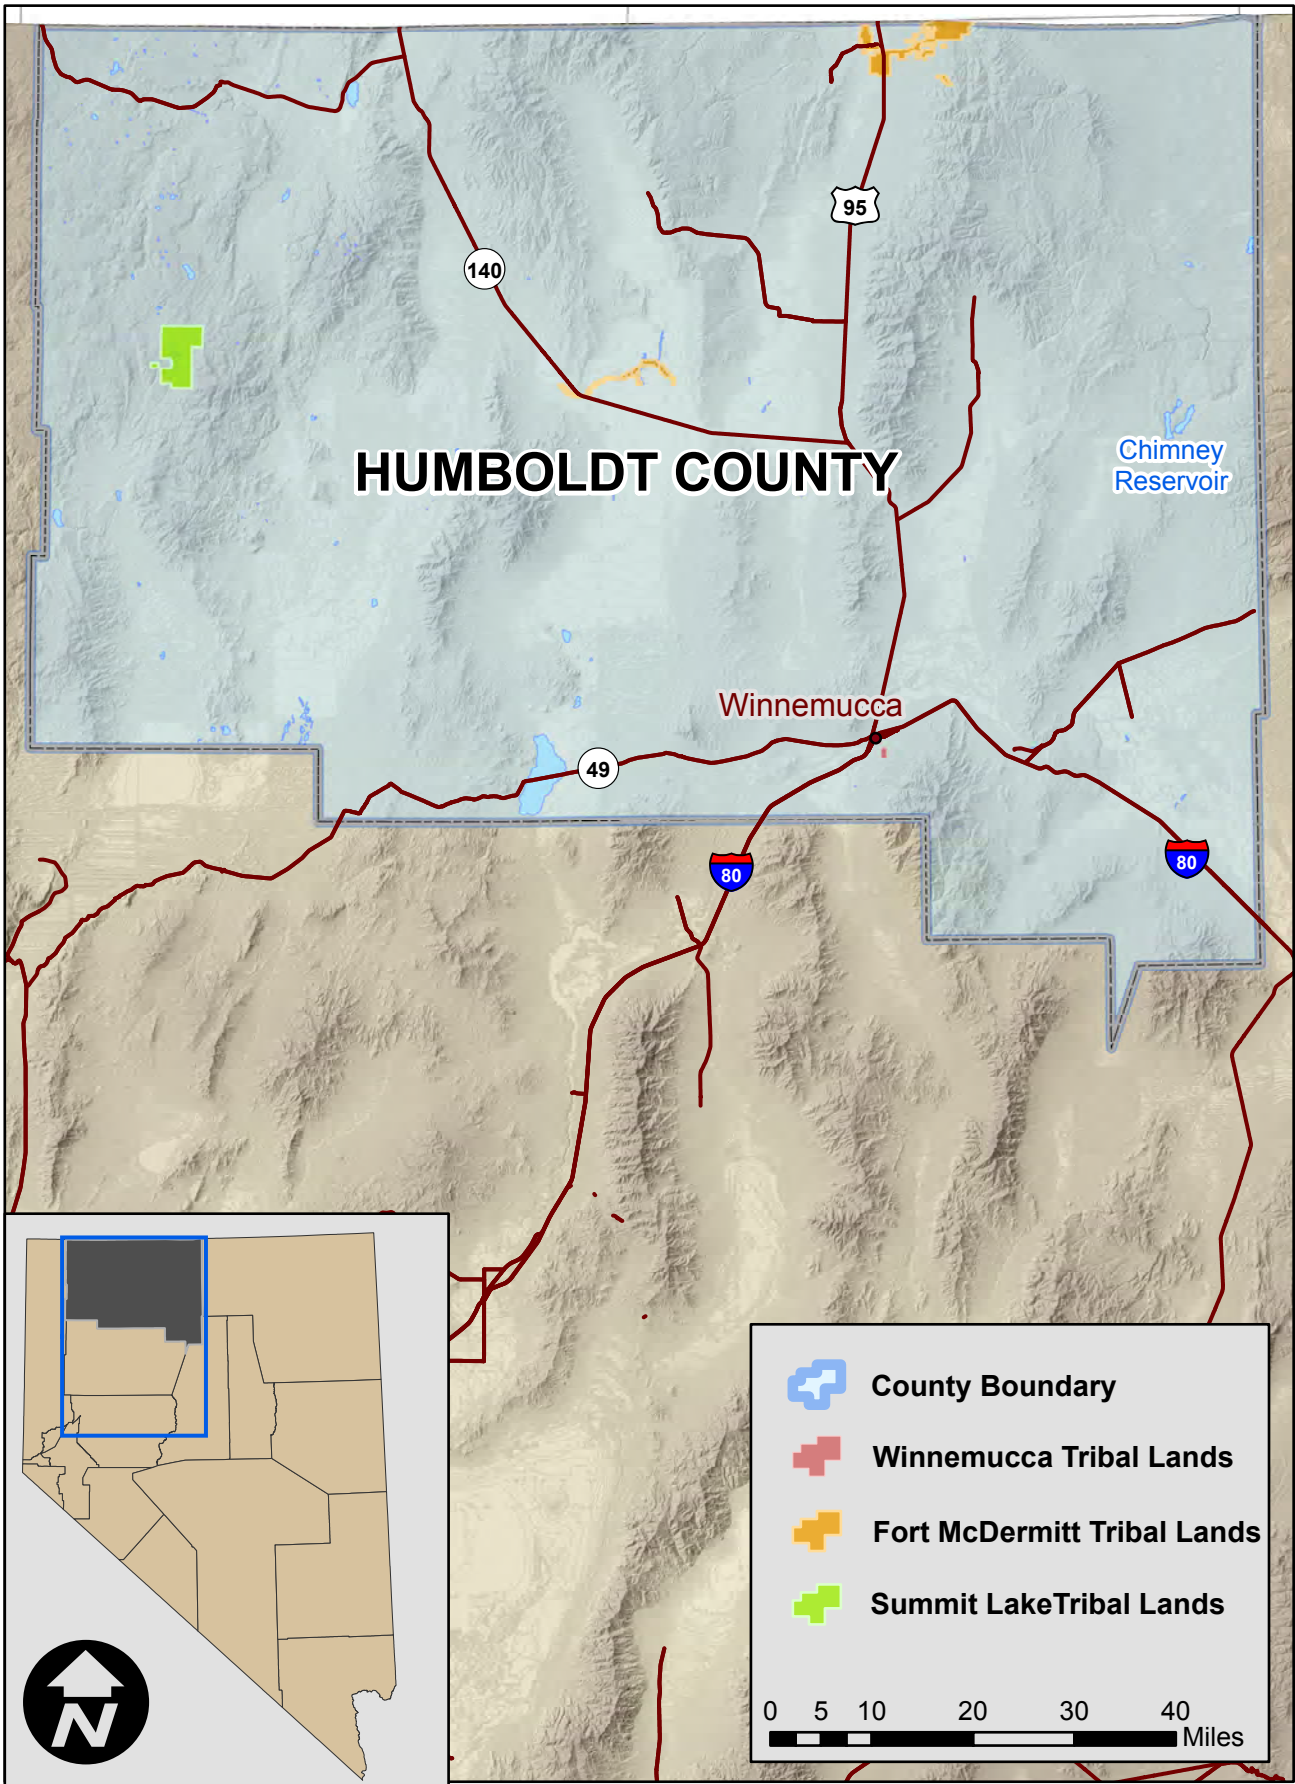 95
140
HUMBOLDT COUNTY
Chimney
Reservoir
Winnemucca
49
80
80
County Boundary
Winnemucca Tribal Lands
Fort McDermitt Tribal Lands
Summit LakeTribal Lands
0 5 10 20 30 40
Miles
N